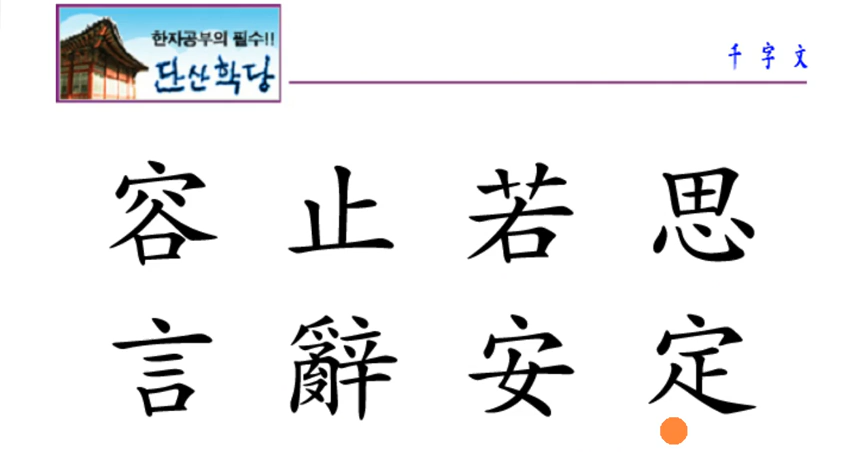 한자공부의 필수!!
단산학당
千字文
容止若思
言辭安定